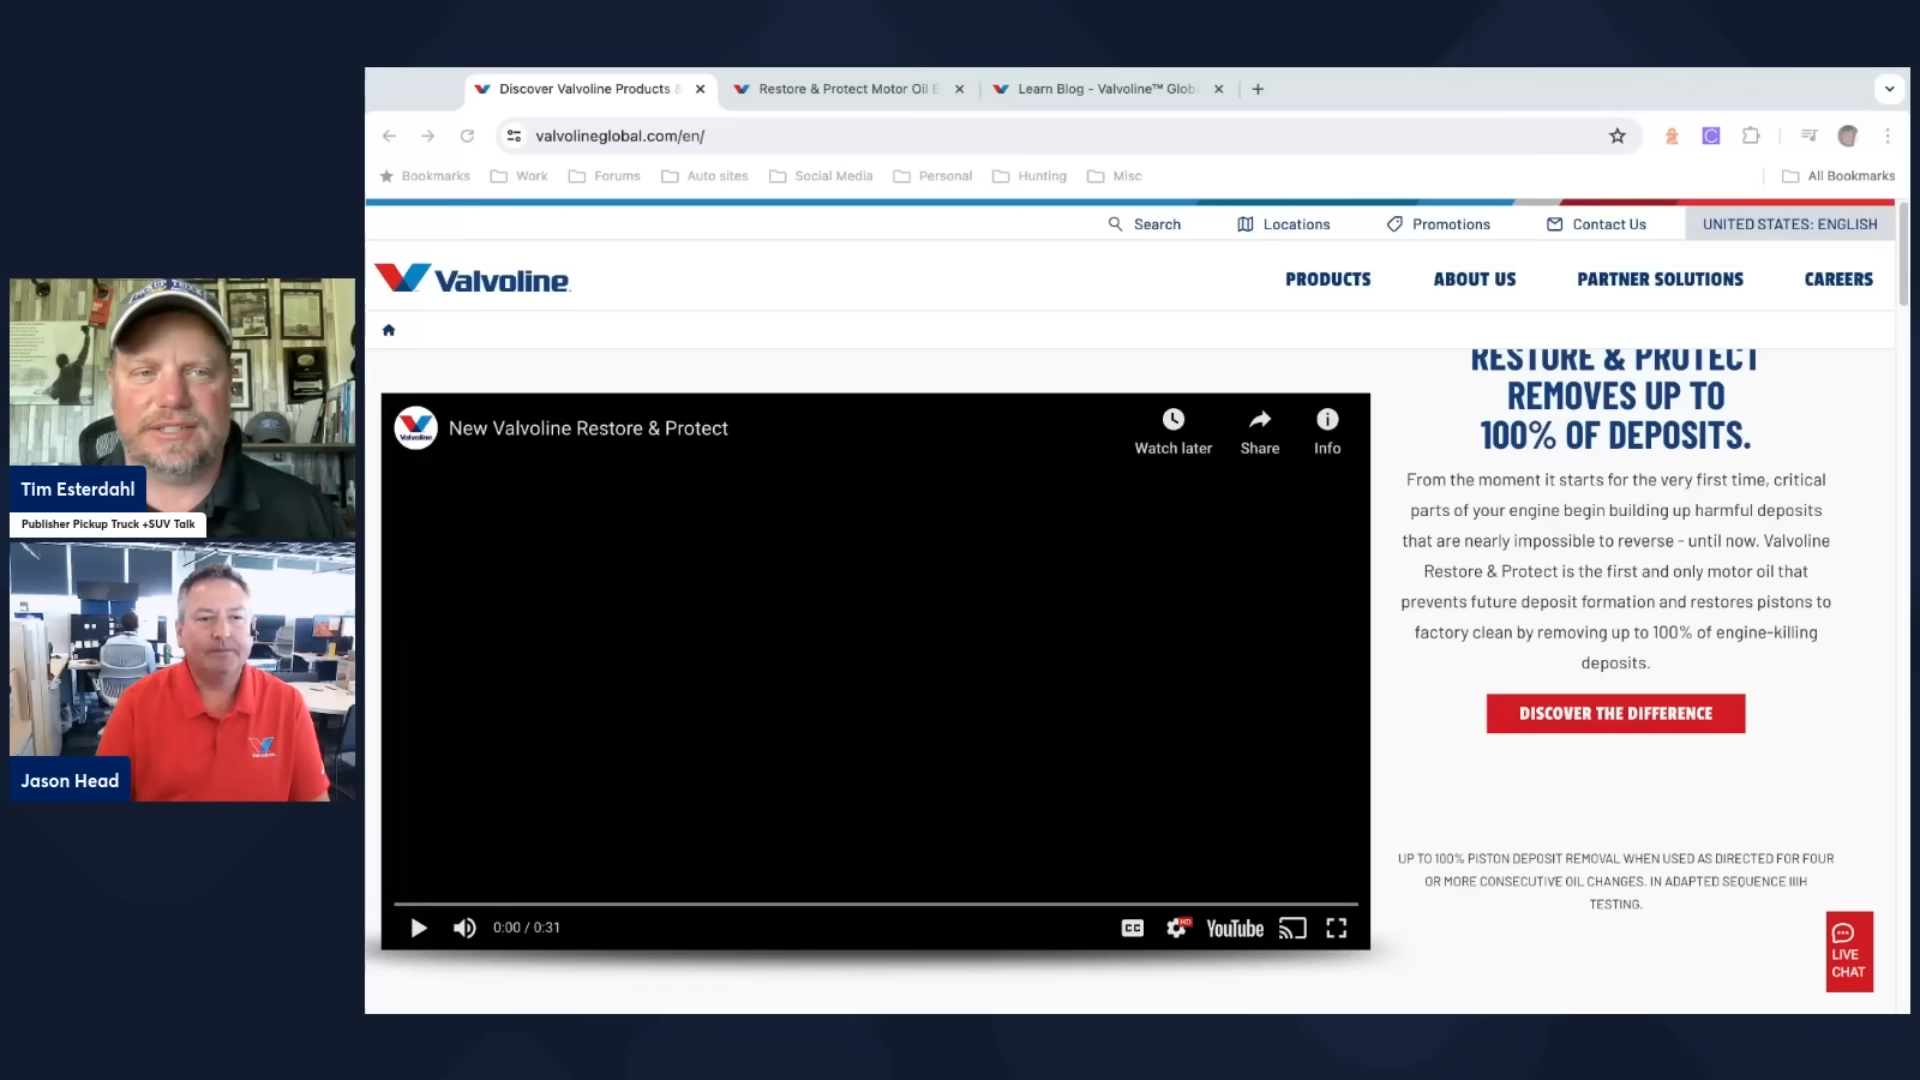 Discover Valvoline Products &
Restore & Protect Motor Oil E
Learn Blog - Valvoline™ Glob
valvolineglobal.com/en/
Bookmarks
Work
Forums
Auto sites
Social Media
Personal
Hunting
Misc
All Bookmarks
Search
Locations
Promotions
Contact Us
UNITED STATES: ENGLISH
Valvoline
PRODUCTS
ABOUT US
PARTNER SOLUTIONS
CAREERS
PICKUP TRUCK
Tim Esterdahl
Publisher Pickup Truck +SUV Talk
Jason Head
Valvoline
New Valvoline Restore & Protect
Watch later
Share
Info
0:00 / 0:31
CC
HD
YouTube
RESTORE & PROTECT
REMOVES UP TO
100% OF DEPOSITS.
From the moment it starts for the very first time, critical
parts of your engine begin building up harmful deposits
that are nearly impossible to reverse - until now. Valvoline
Restore & Protect is the first and only motor oil that
prevents future deposit formation and restores pistons to
factory clean by removing up to 100% of engine-killing
deposits.
DISCOVER THE DIFFERENCE
UP TO 100% PISTON DEPOSIT REMOVAL WHEN USED AS DIRECTED FOR FOUR
OR MORE CONSECUTIVE OIL CHANGES. IN ADAPTED SEQUENCE IIIH
TESTING.
LIVE
CHAT